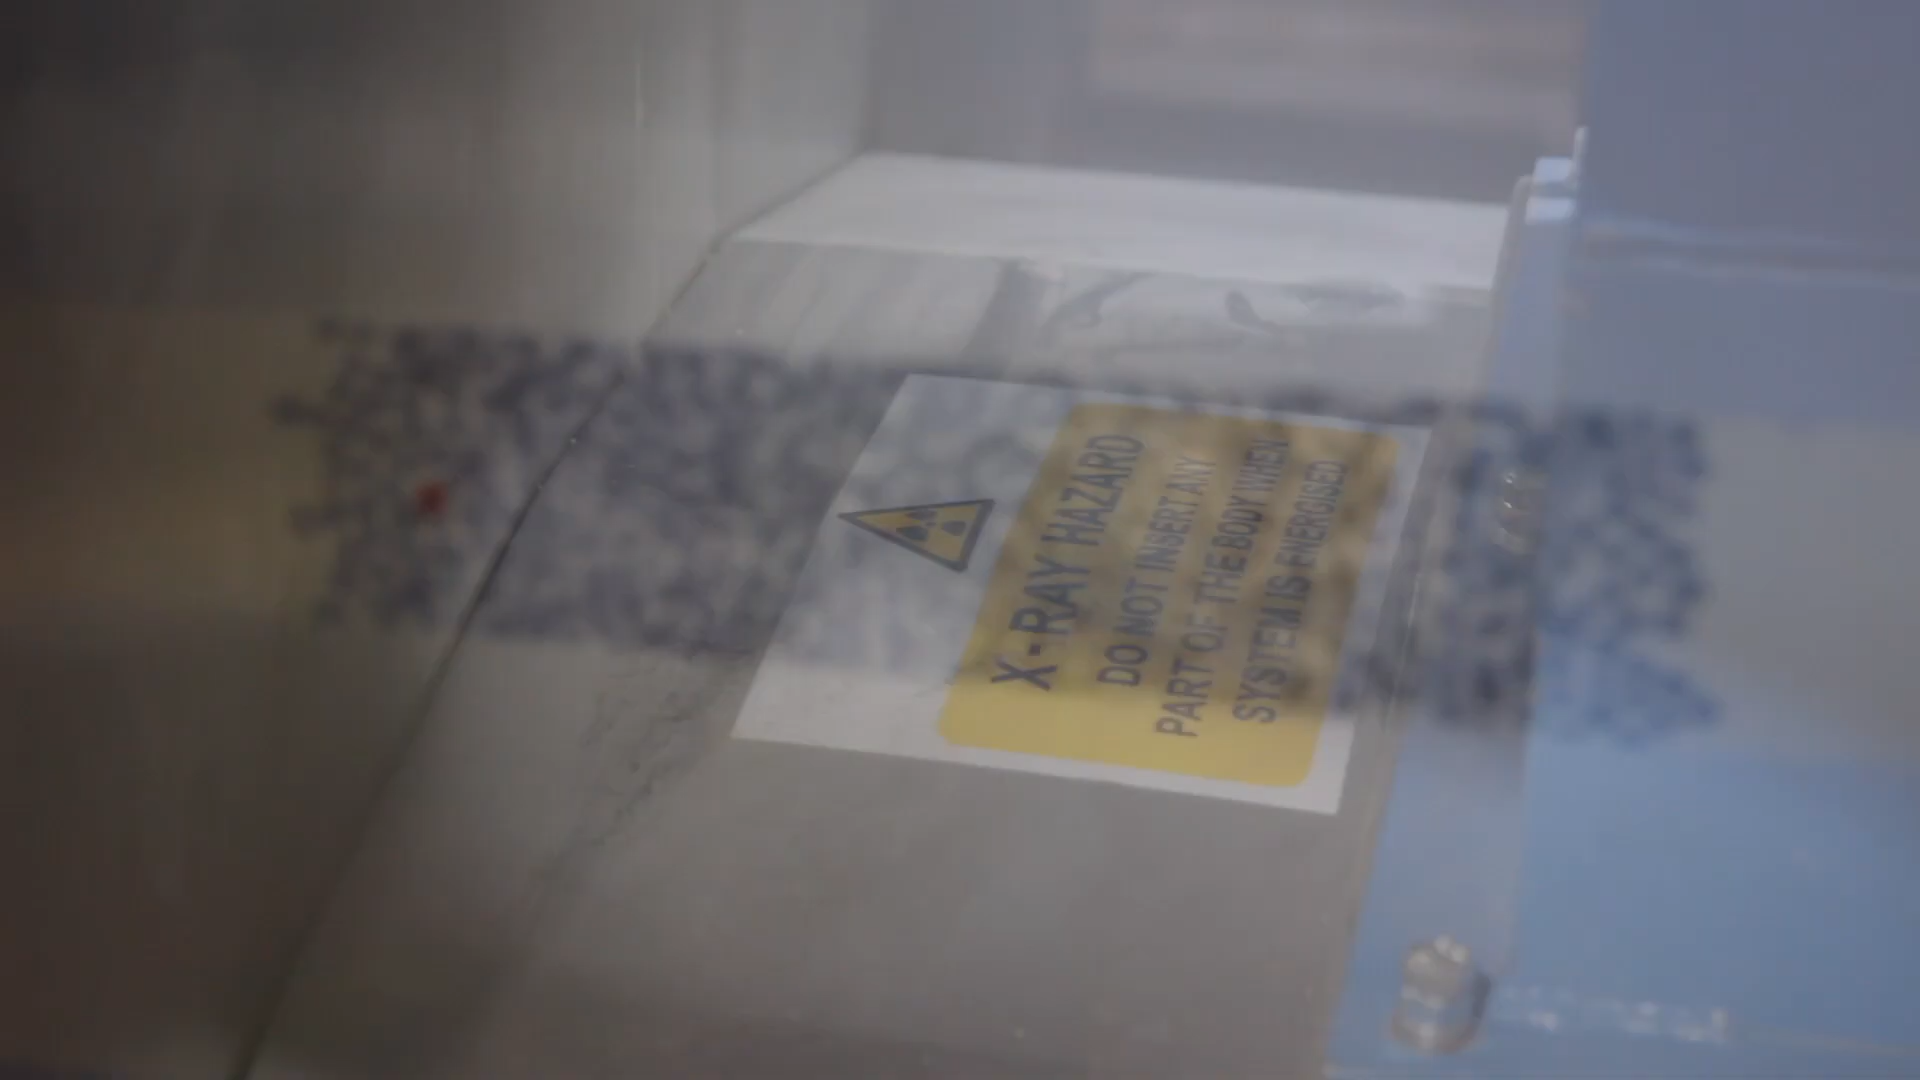 X-RAY HAZARD
DO NOT INSERT ANY
PART OF THE BODY WHEN
SYSTEM IS ENERGISED